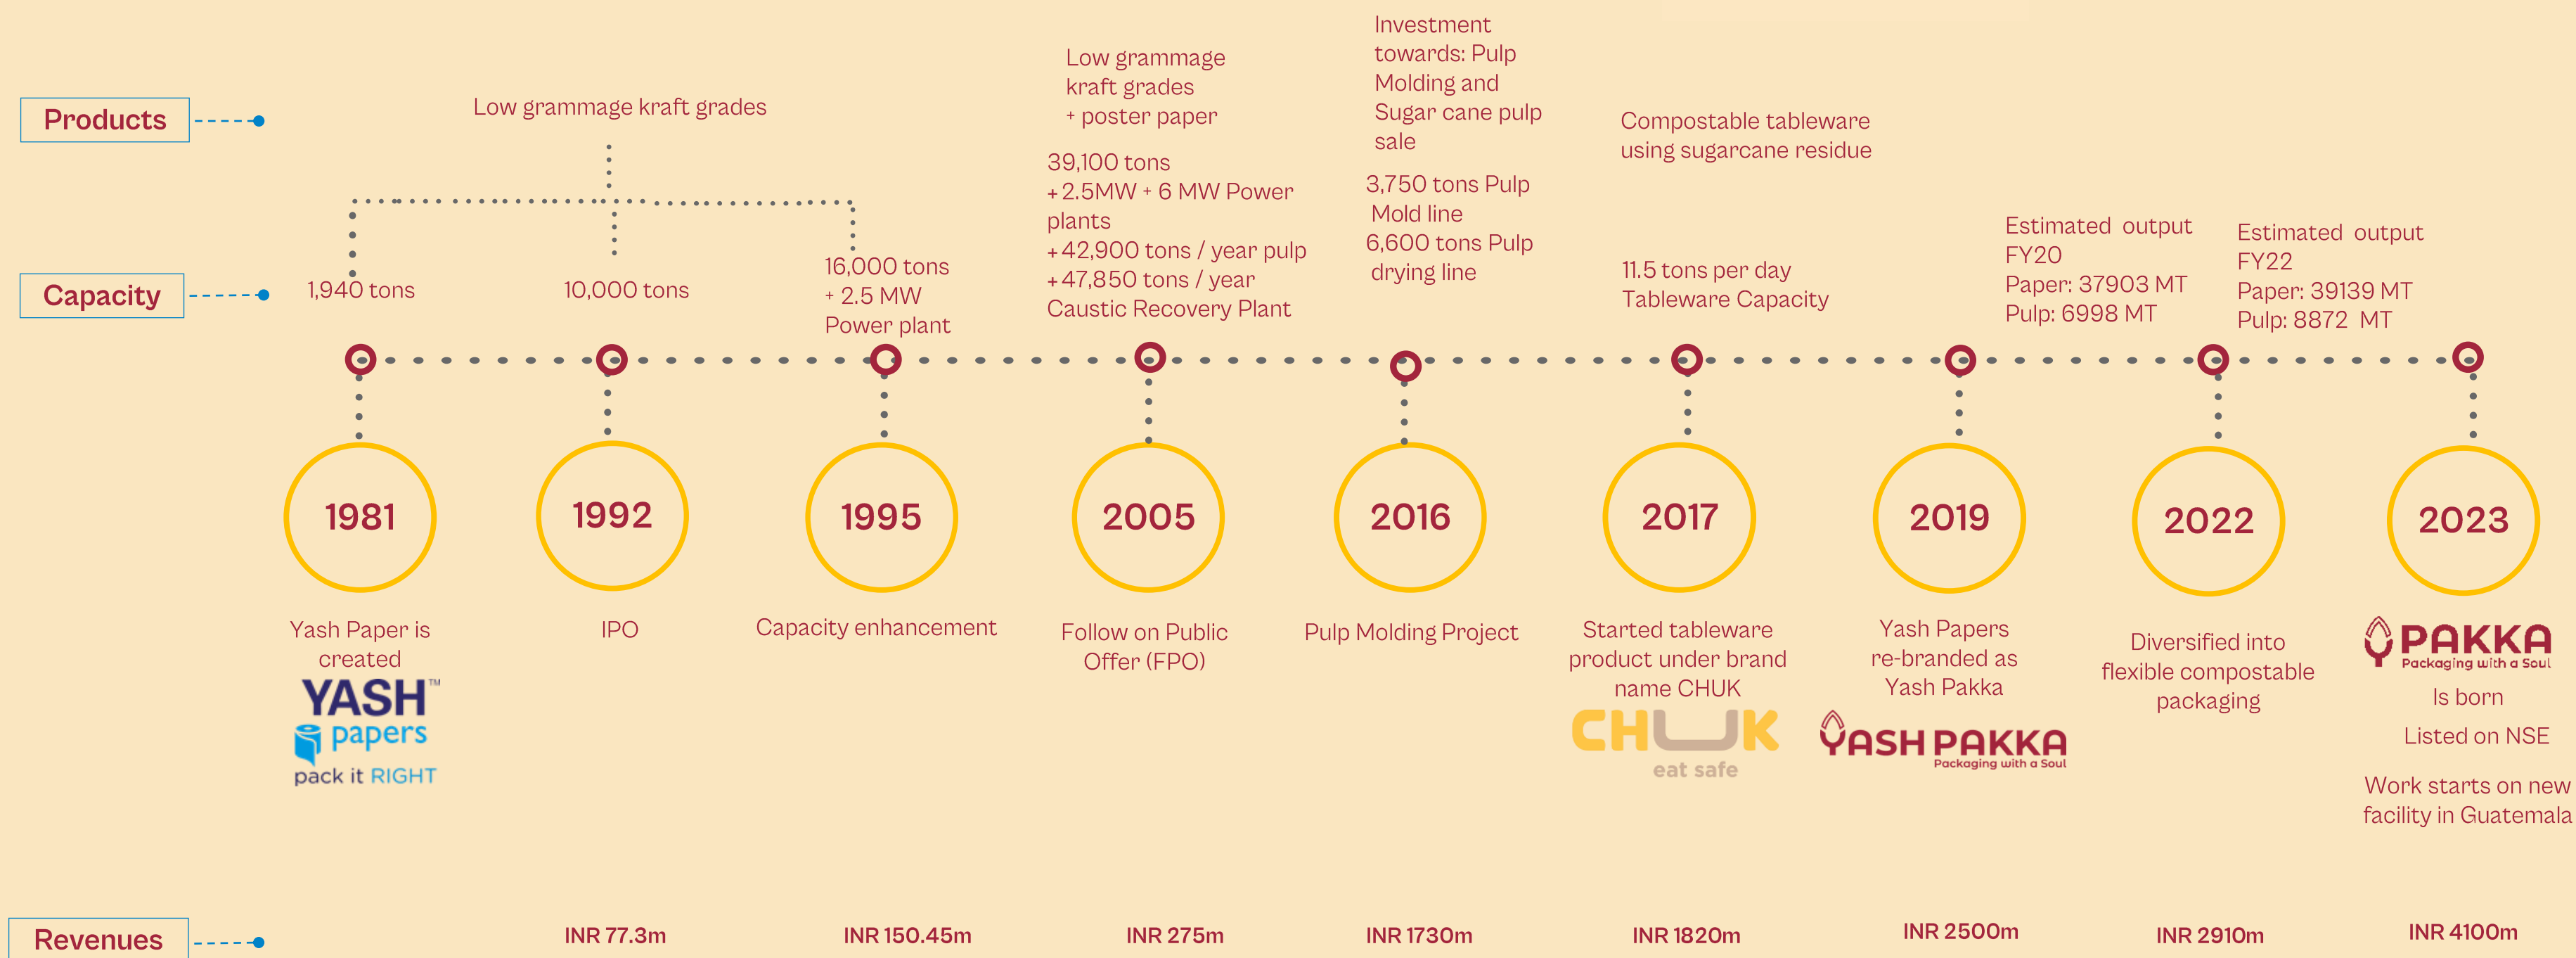 Products
Low grammage kraft grades
Low grammage
kraft grades
+ poster paper
Investment
towards: Pulp
Molding and
Sugar cane pulp
sale
Compostable tableware
using sugarcane residue
Capacity
1,940 tons
10,000 tons
16,000 tons
+ 2.5 MW
Power plant
39,100 tons
+2.5MW + 6 MW Power
plants
+42,900 tons / year pulp
+47,850 tons / year
Caustic Recovery Plant
3,750 tons Pulp
Mold line
6,600 tons Pulp
drying line
11.5 tons per day
Tableware Capacity
Estimated output
FY20
Paper: 37903 MT
Pulp: 6998 MT
Estimated output
FY22
Paper: 39139 MT
Pulp: 8872 MT
1981
1992
1995
2005
2016
2017
2019
2022
2023
Yash Paper is
created
YASH™
papers
pack it RIGHT
IPO
Capacity enhancement
Follow on Public
Offer (FPO)
Pulp Molding Project
Started tableware
product under brand
name CHUK
CHUK
eat safe
Yash Papers
re-branded as
Yash Pakka
YASH PAKKA
Packaging with a Soul
Diversified into
flexible compostable
packaging
PAKKA
Packaging with a Soul
Is born
Listed on NSE
Work starts on new
facility in Guatemala
Revenues
INR 77.3m
INR 150.45m
INR 275m
INR 1730m
INR 1820m
INR 2500m
INR 2910m
INR 4100m